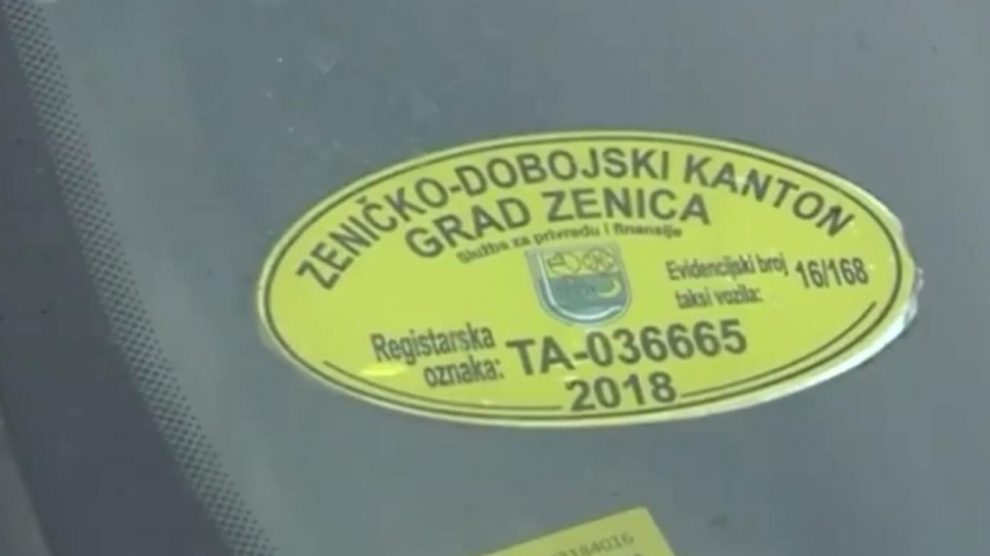 ZENIČKO-DOBOJSKI KANTON
GRAD ZENICA
Služba za privredu i finansije
Evidencijski broj
taksi vozila: 16/168
Registarska
oznaka: TA-036665
2018